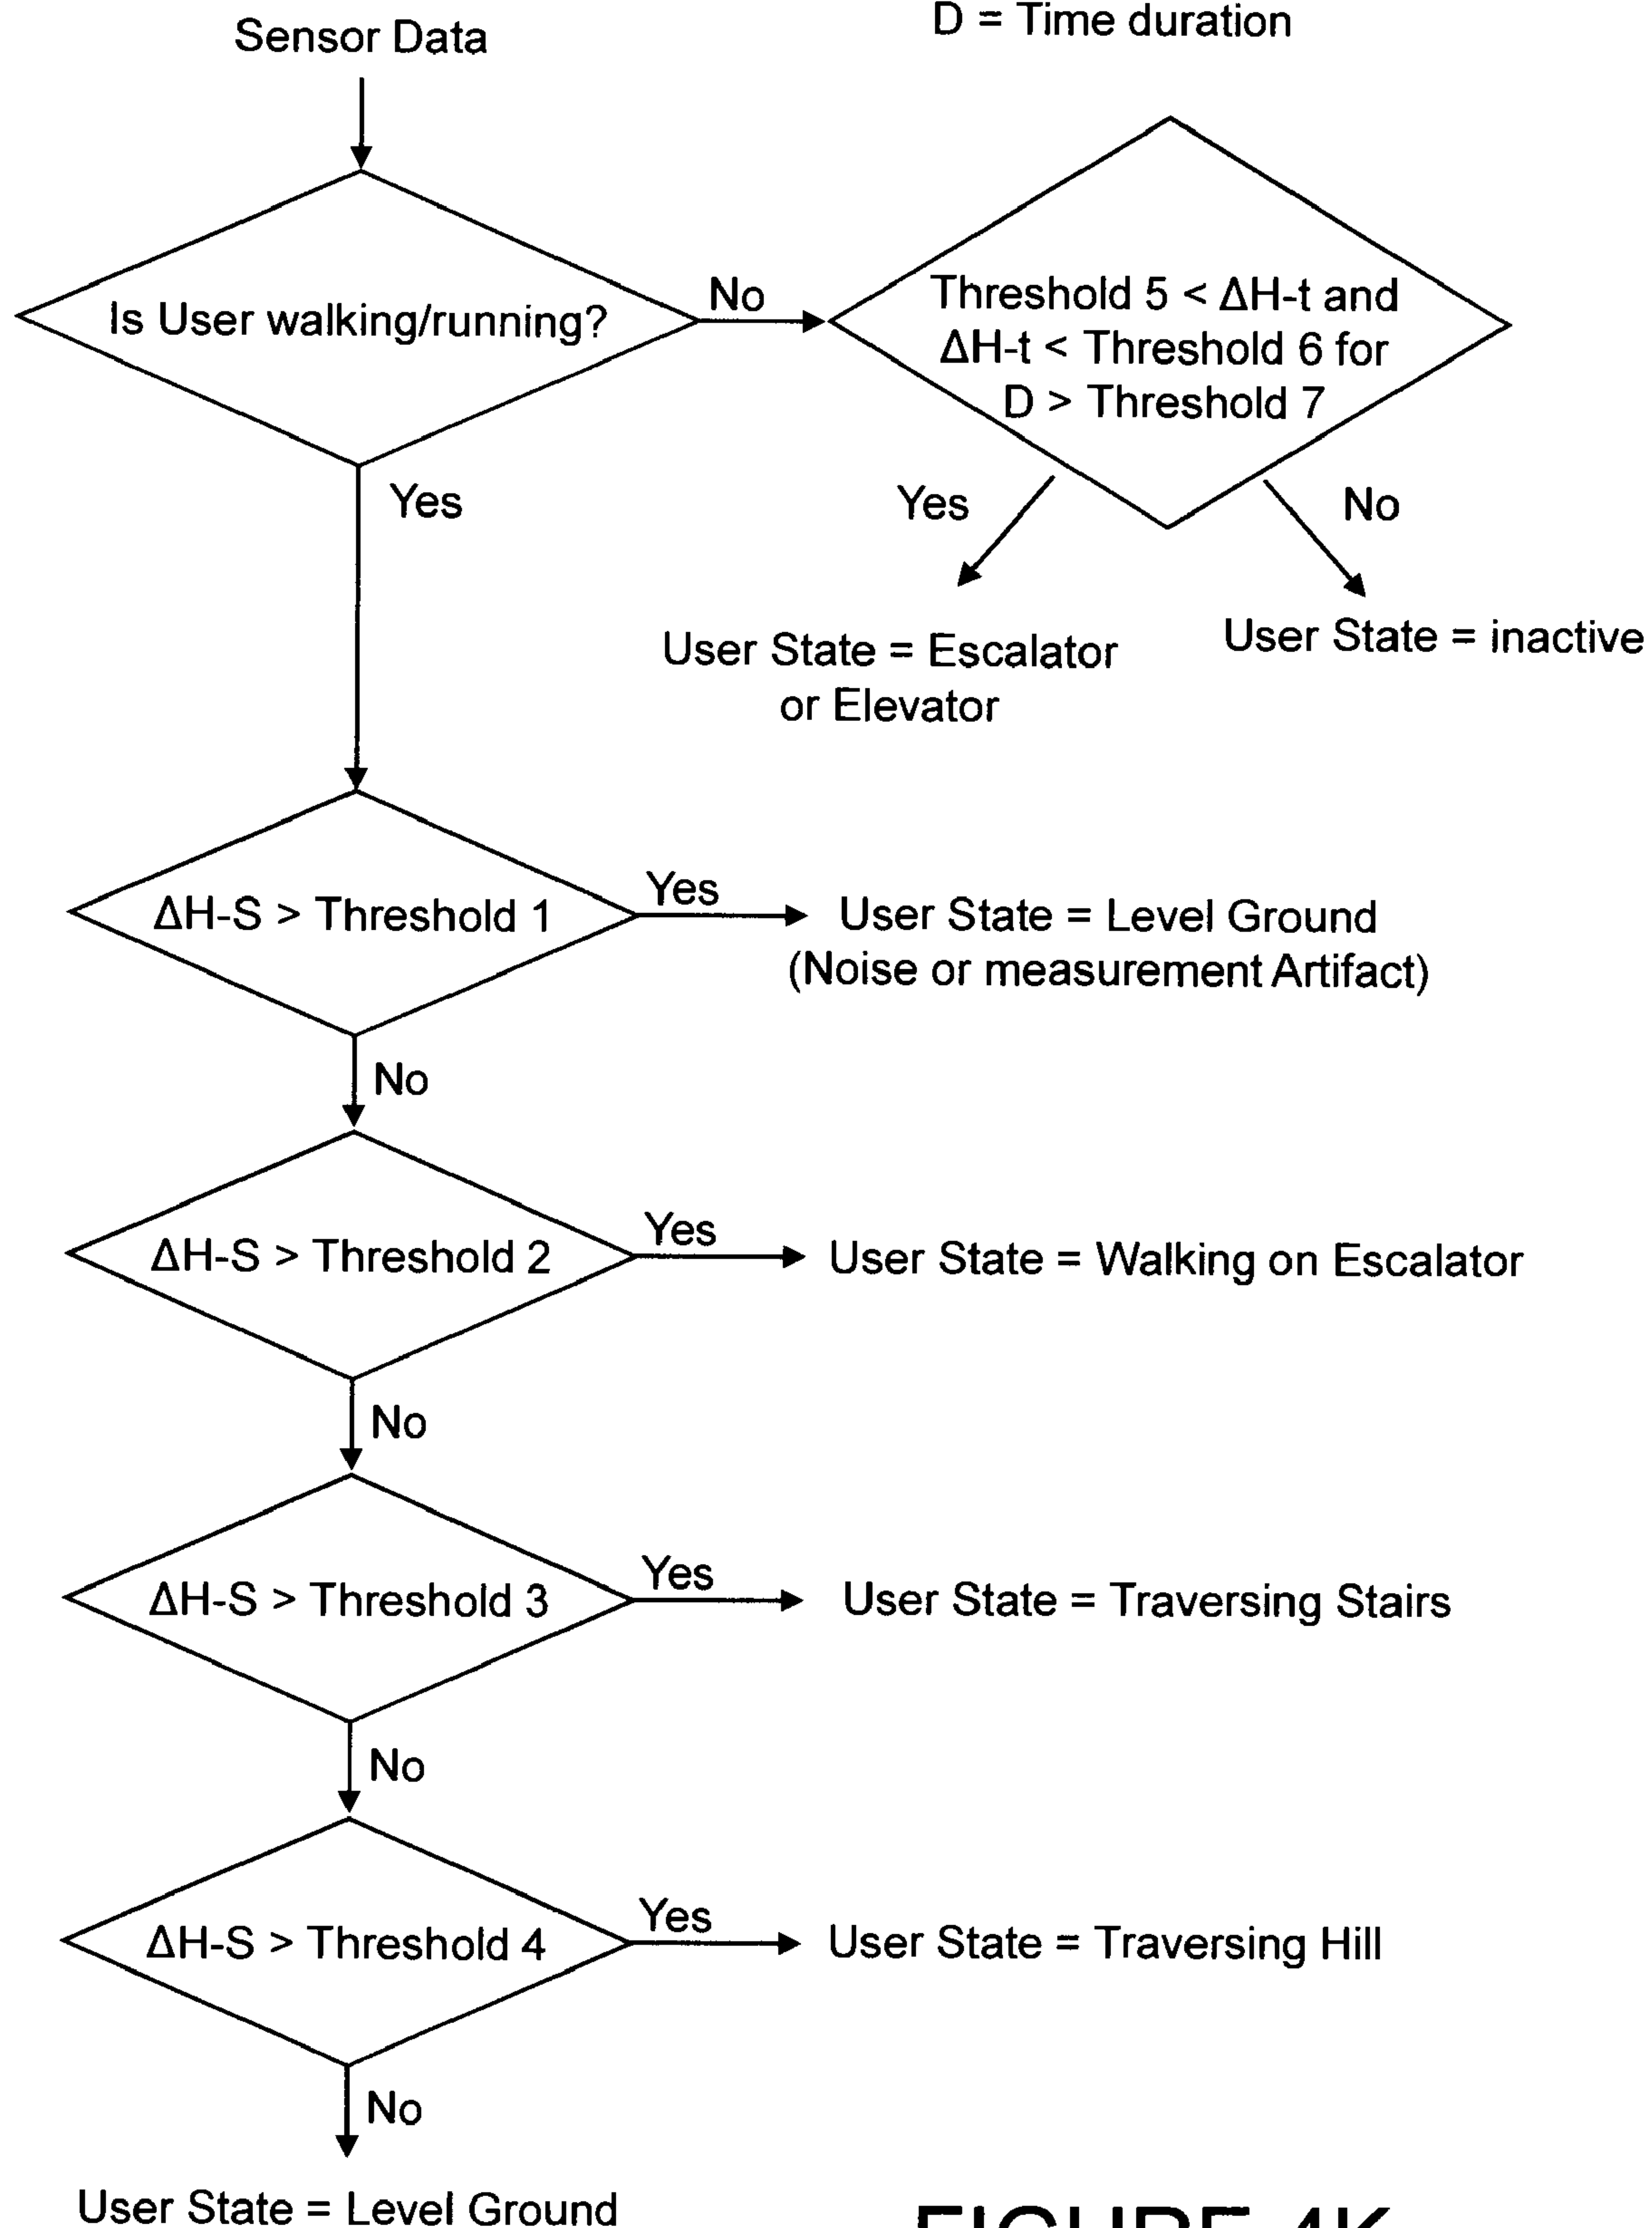 D = Time duration
Sensor Data
Is User walking/running?
No
Threshold 5 < ΔH-t and
ΔH-t < Threshold 6 for
D > Threshold 7
Yes
Yes
No
User State = Escalator
or Elevator
User State = inactive
ΔH-S > Threshold 1
Yes
User State = Level Ground
(Noise or measurement Artifact)
No
ΔH-S > Threshold 2
Yes
User State = Walking on Escalator
No
ΔH-S > Threshold 3
Yes
User State = Traversing Stairs
No
ΔH-S > Threshold 4
Yes
User State = Traversing Hill
No
User State = Level Ground
FIGURE 4K